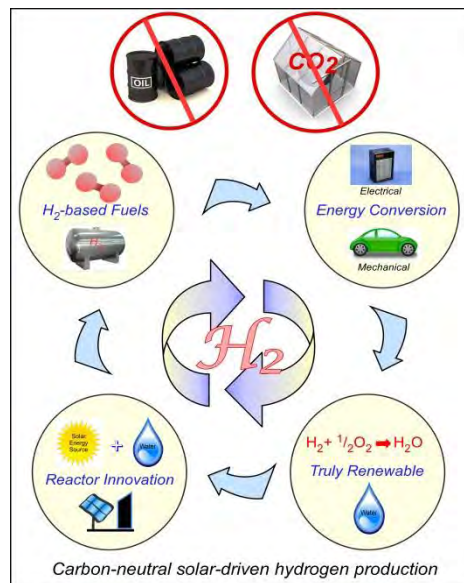 OIL
CO2
H2-based Fuels
H2
Electrical
Energy Conversion
Mechanical
H2
Solar
Energy
Source
+
Water
Reactor Innovation
H2+ 1/2O2 ➡ H2O
Truly Renewable
Water
Carbon-neutral solar-driven hydrogen production